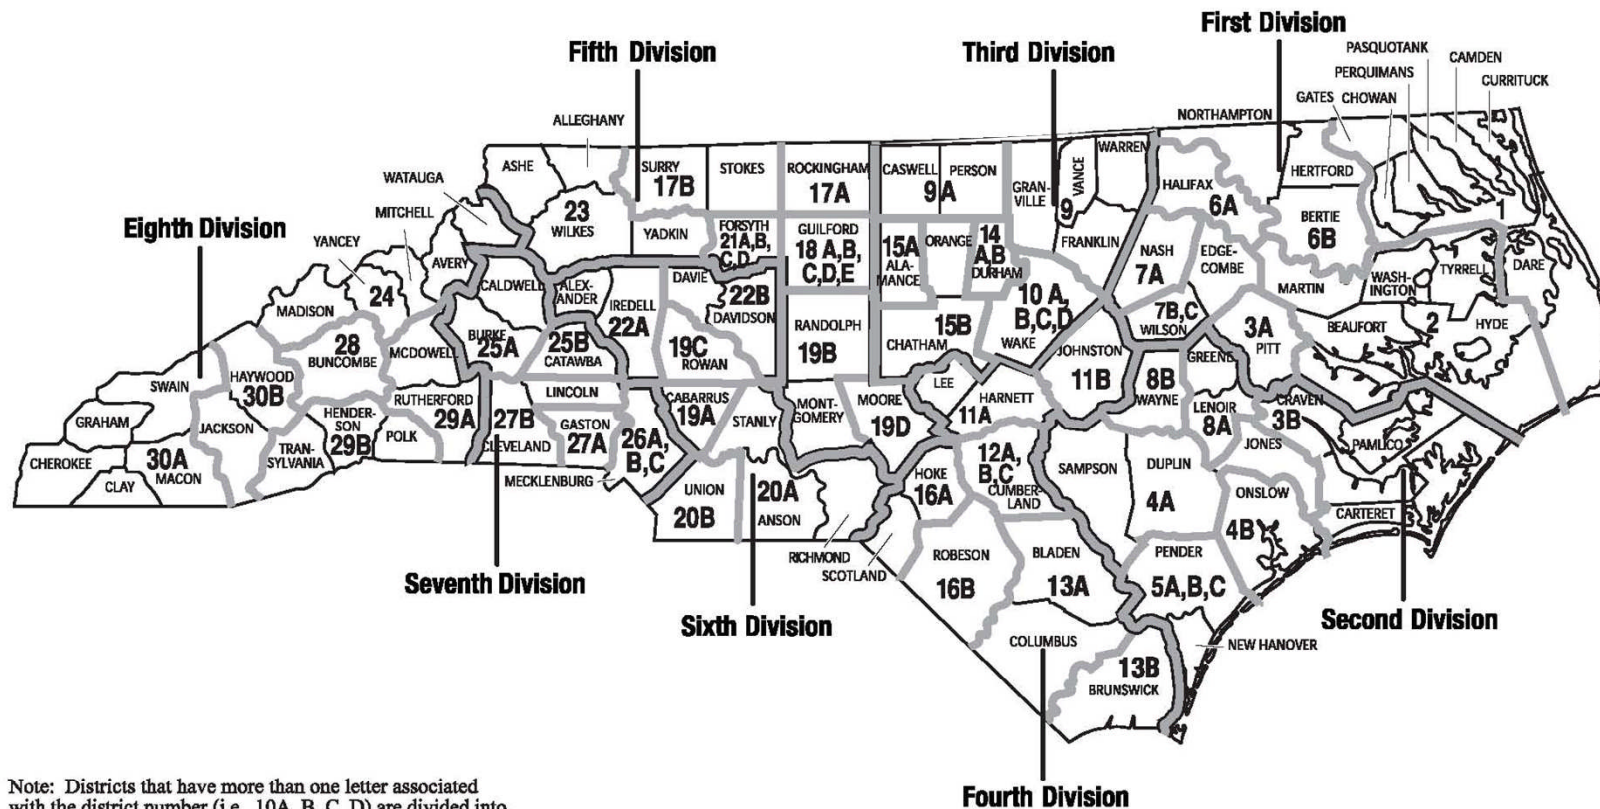 First Division
Fifth Division
Third Division
PASQUOTANK
CAMDEN
PERQUIMANS
CURRITUCK
GATES
CHOWAN
NORTHAMPTON
ALLEGHANY
WARREN
ASHE
SURRY
17B
STOKES
ROCKINGHAM
17A
CASWELL
PERSON
9A
GRAN-
VILLE
VANCE
9
HERTFORD
HALIFAX
6A
WATAUGA
MITCHELL
23
WILKES
YADKIN
FORSYTH
21A,B,
C,D
GUILFORD
18 A,B,
C,D,E
15A
ALA-
MANCE
ORANGE
14
A,B
DURHAM
FRANKLIN
NASH
7A
EDGE-
COMBE
BERTIE
6B
1
Eighth Division
YANCEY
AVERY
CALDWELL
ALEX-
ANDER
IREDELL
22A
DAVIE
22B
DAVIDSON
10 A,
B,C,D
WAKE
7B,C
WILSON
MARTIN
WASH-
INGTON
TYRRELL
DARE
MADISON
24
BURKE
25A
25B
CATAWBA
19C
ROWAN
RANDOLPH
19B
15B
CHATHAM
JOHNSTON
11B
GREENE
3A
PITT
BEAUFORT
2
HYDE
28
BUNCOMBE
MCDOWELL
SWAIN
HAYWOOD
30B
RUTHERFORD
29A
LINCOLN
27B
CLEVELAND
GASTON
27A
26A,
B,C
CABARRUS
19A
STANLY
MONT-
GOMERY
MOORE
19D
LEE
HARNETT
11A
8B
WAYNE
LENOIR
8A
CRAVEN
3B
GRAHAM
JACKSON
HENDER-
SON
29B
POLK
TRAN-
SYLVANIA
CHEROKEE
30A
MACON
CLAY
MECKLENBURG
UNION
20B
20A
ANSON
HOKE
16A
12A,
B,C
CUMBER-
LAND
SAMPSON
DUPLIN
4A
JONES
PAMLICO
ONSLOW
4B
CARTERET
RICHMOND
SCOTLAND
ROBESON
16B
BLADEN
13A
PENDER
5A,B,C
Seventh Division
Sixth Division
Second Division
COLUMBUS
NEW HANOVER
13B
BRUNSWICK
Fourth Division
Note: Districts that have more than one letter associated
with the district number (i.e., 10A, B, C, D) are divided into